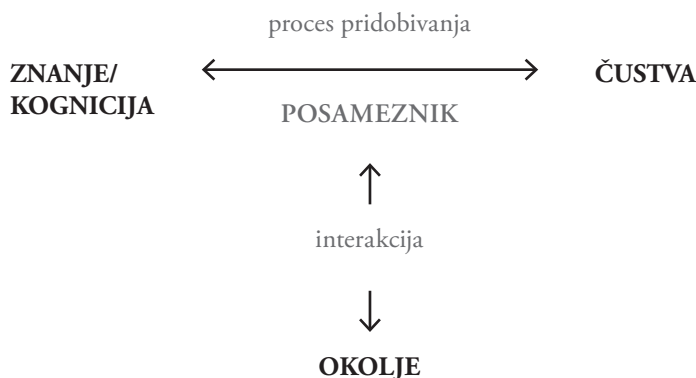 proces pridobivanja
ZNANJE/
KOGNICIJA
ČUSTVA
POSAMEZNIK
interakcija
OKOLJE